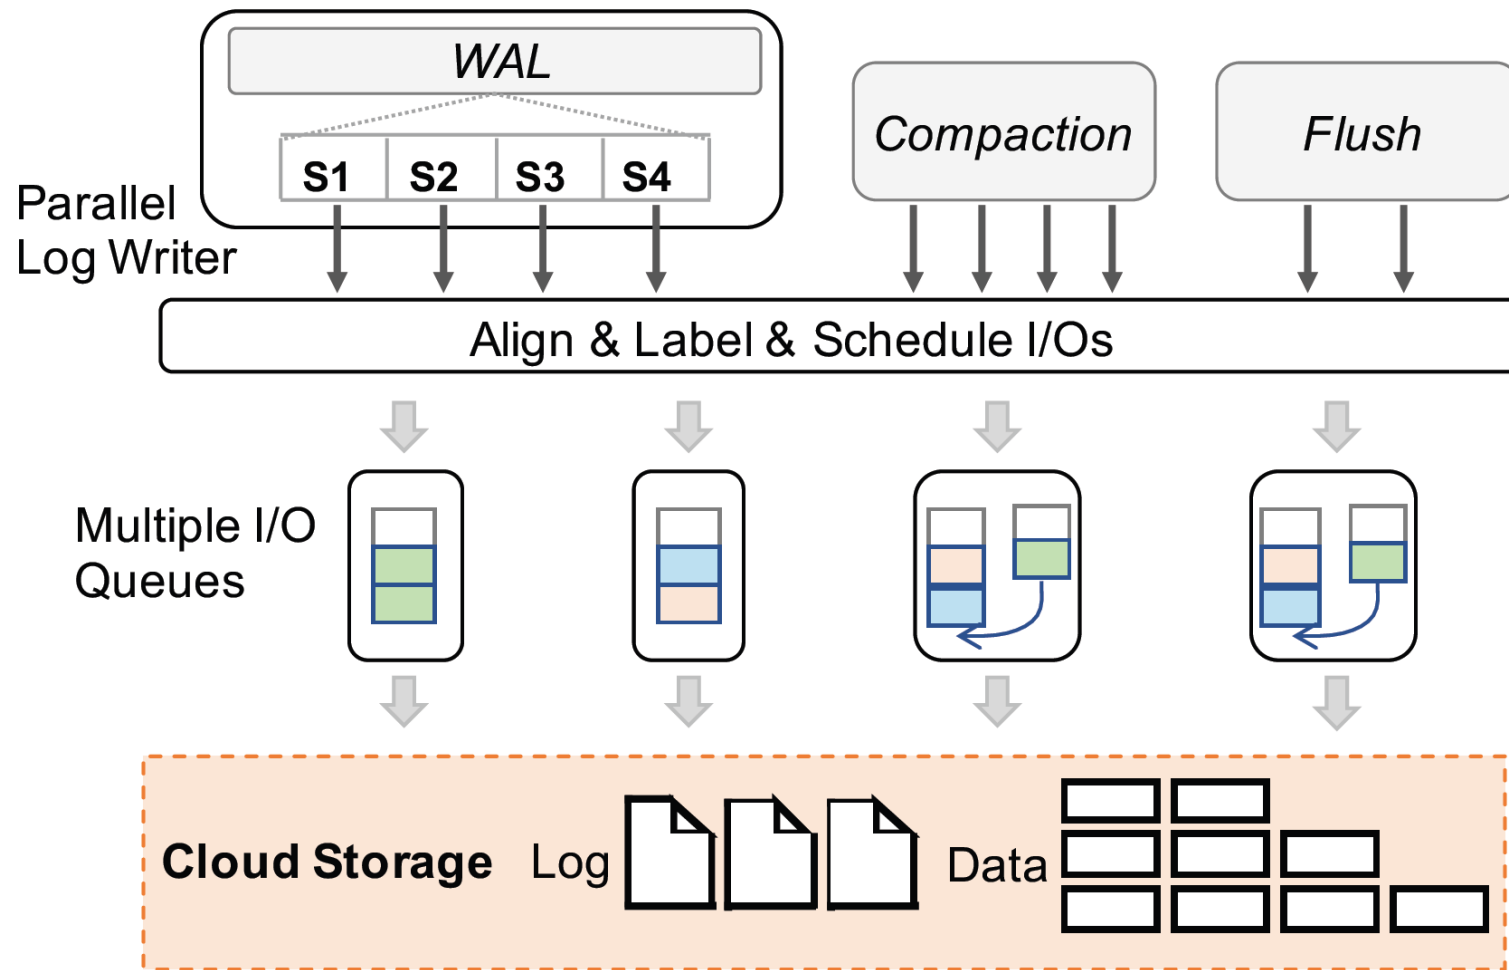 WAL
S1 S2 S3 S4
Parallel
Log Writer
Compaction
Flush
Align & Label & Schedule I/Os
Multiple I/O
Queues
Cloud Storage
Log
Data